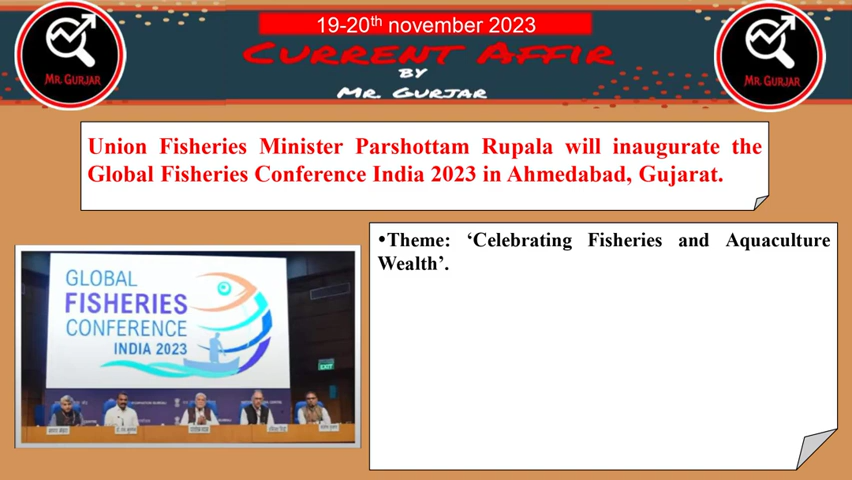 19-20th november 2023
CURRENT AFFIR
BY
MR. GURJAR
MR. GURJAR
MR. GURJAR
Union Fisheries Minister Parshottam Rupala will inaugurate the
Global Fisheries Conference India 2023 in Ahmedabad, Gujarat.
•Theme: ‘Celebrating Fisheries and Aquaculture
Wealth’.
GLOBAL
FISHERIES
CONFERENCE
INDIA 2023
EXIT